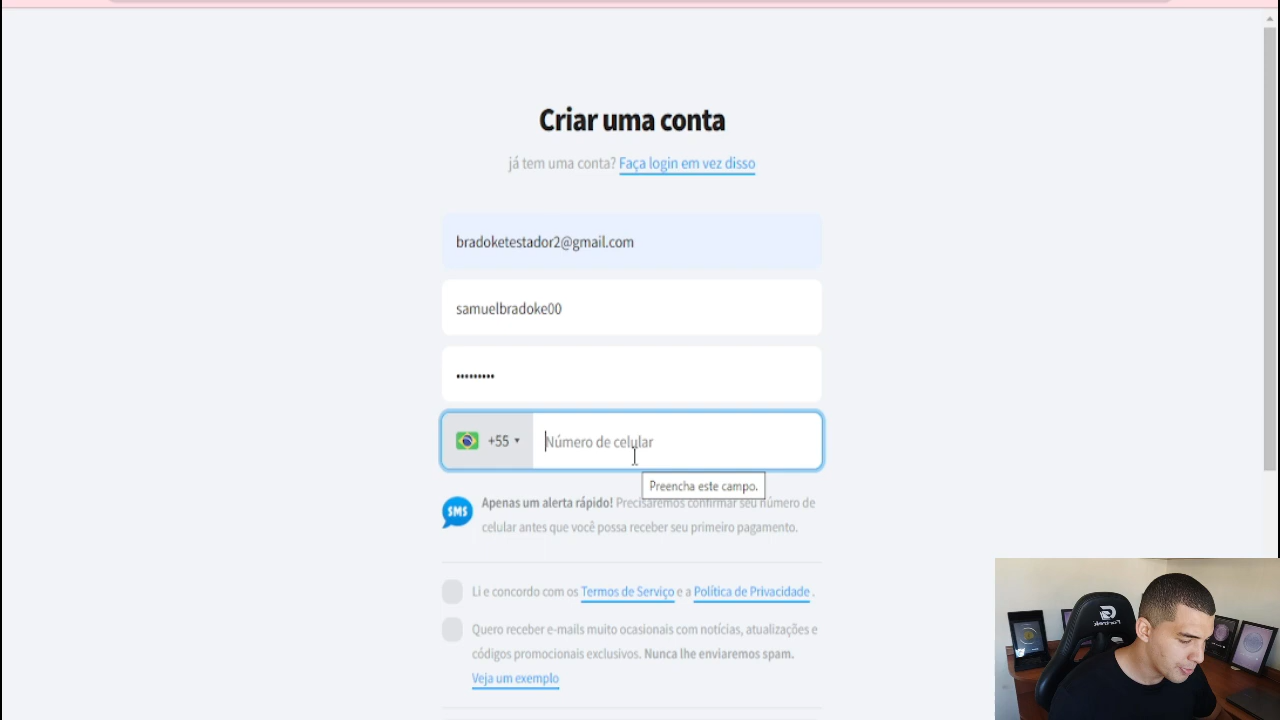 Criar uma conta
já tem uma conta? Faça login em vez disso
bradoketestador2@gmail.com
samuelbradoke00
•••••••••
+55
Número de celular
Preencha este campo.
SMS
Apenas um alerta rápido! Precisaremos confirmar seu número de
celular antes que você possa receber seu primeiro pagamento.
Li e concordo com os Termos de Serviço e a Política de Privacidade .
Quero receber e-mails muito ocasionais com notícias, atualizações e
códigos promocionais exclusivos. Nunca lhe enviaremos spam.
Veja um exemplo